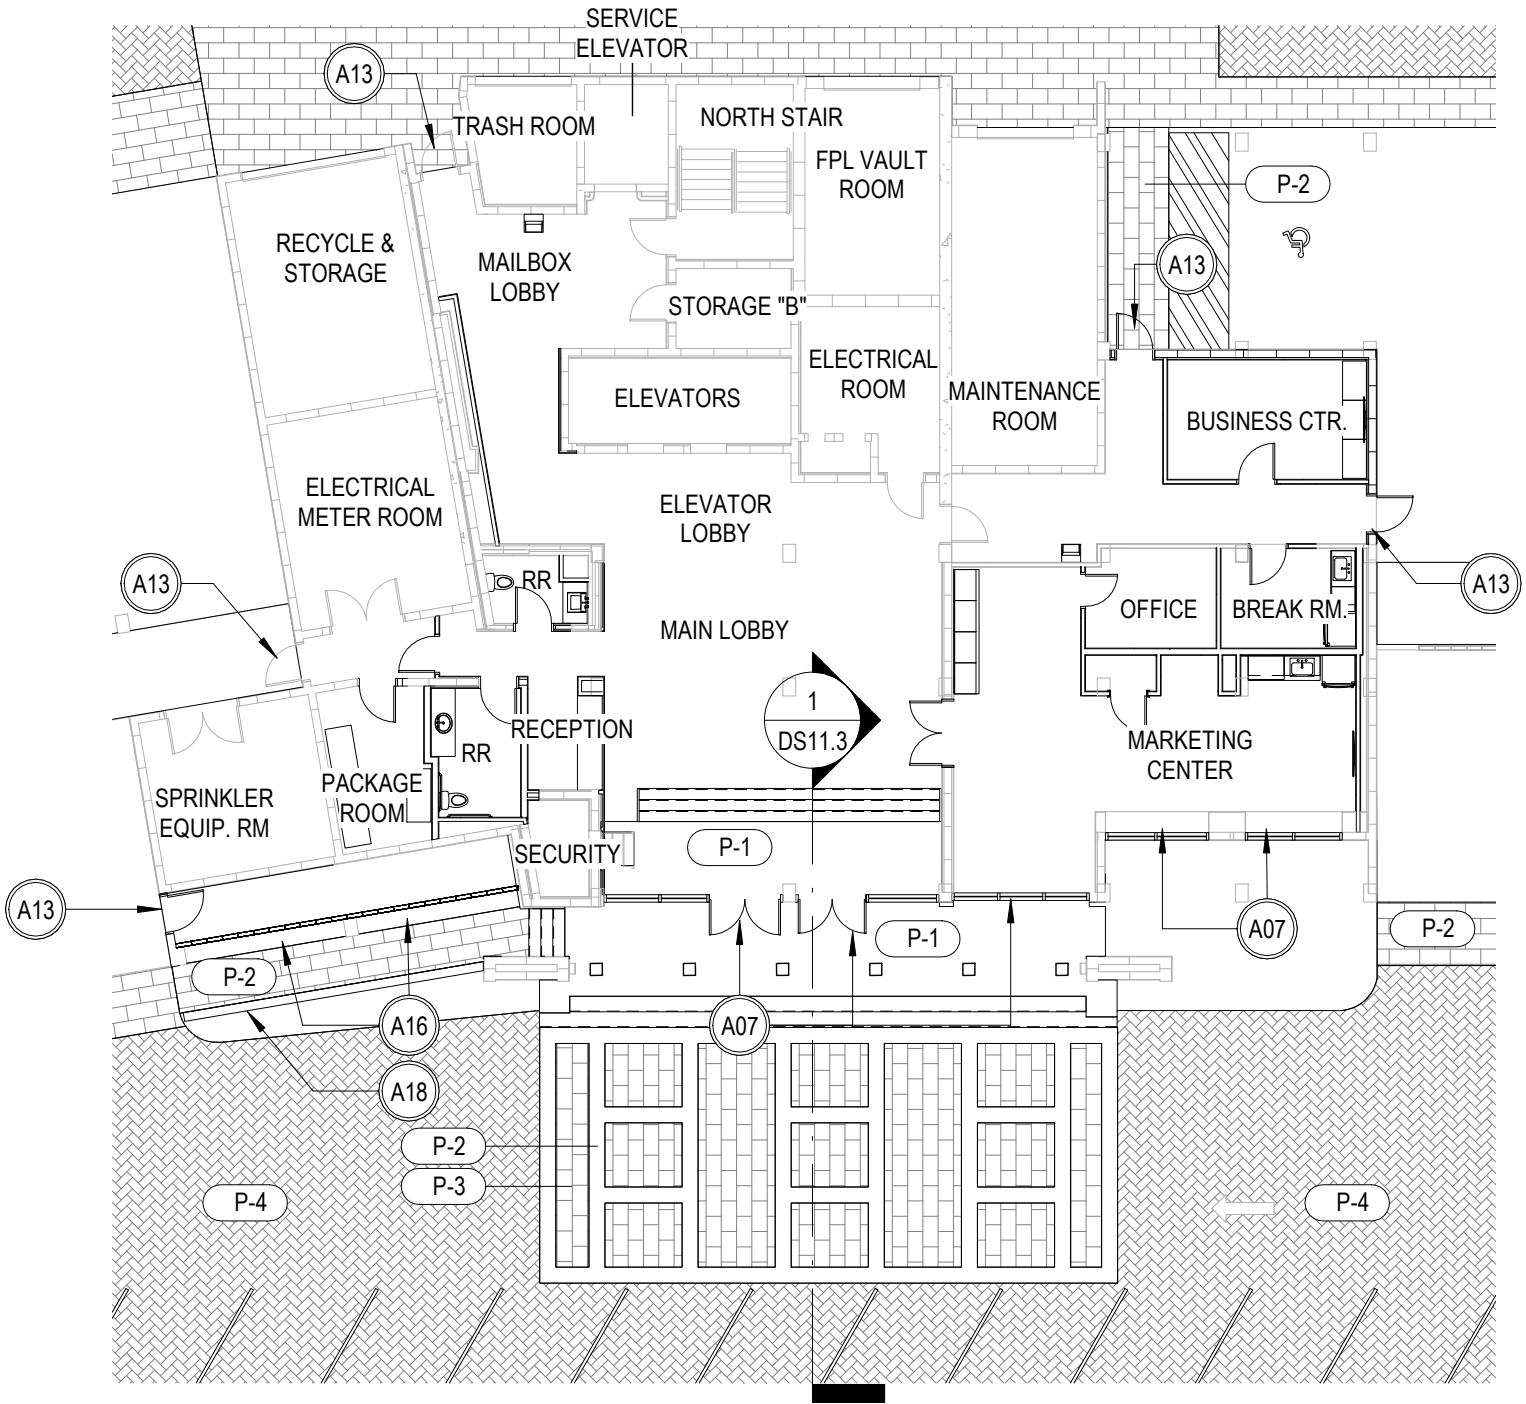 SERVICE
ELEVATOR
A13
TRASH ROOM
NORTH STAIR
FPL VAULT
ROOM
P-2
RECYCLE &
STORAGE
MAILBOX
LOBBY
A13
STORAGE "B"
ELECTRICAL
ROOM
ELEVATORS
MAINTENANCE
ROOM
BUSINESS CTR.
ELECTRICAL
METER ROOM
ELEVATOR
LOBBY
A13
RR
OFFICE
BREAK RM.
A13
MAIN LOBBY
1
DS11.3
RECEPTION
RR
MARKETING
CENTER
PACKAGE
ROOM
SPRINKLER
EQUIP. RM
P-1
SECURITY
A13
P-1
A07
P-2
P-2
A16
A07
A18
P-2
P-3
P-4
P-4